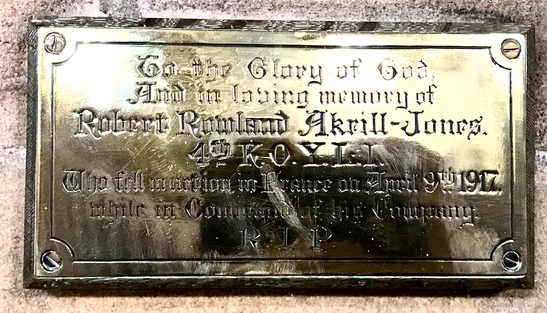 To the Glory of God,
And in loving memory of
Robert Rowland Akrill-Jones.
4th K.O.Y.L.I.
Who fell in action in France on April 9th 1917.
while in Command of his Company.
R.I.P.